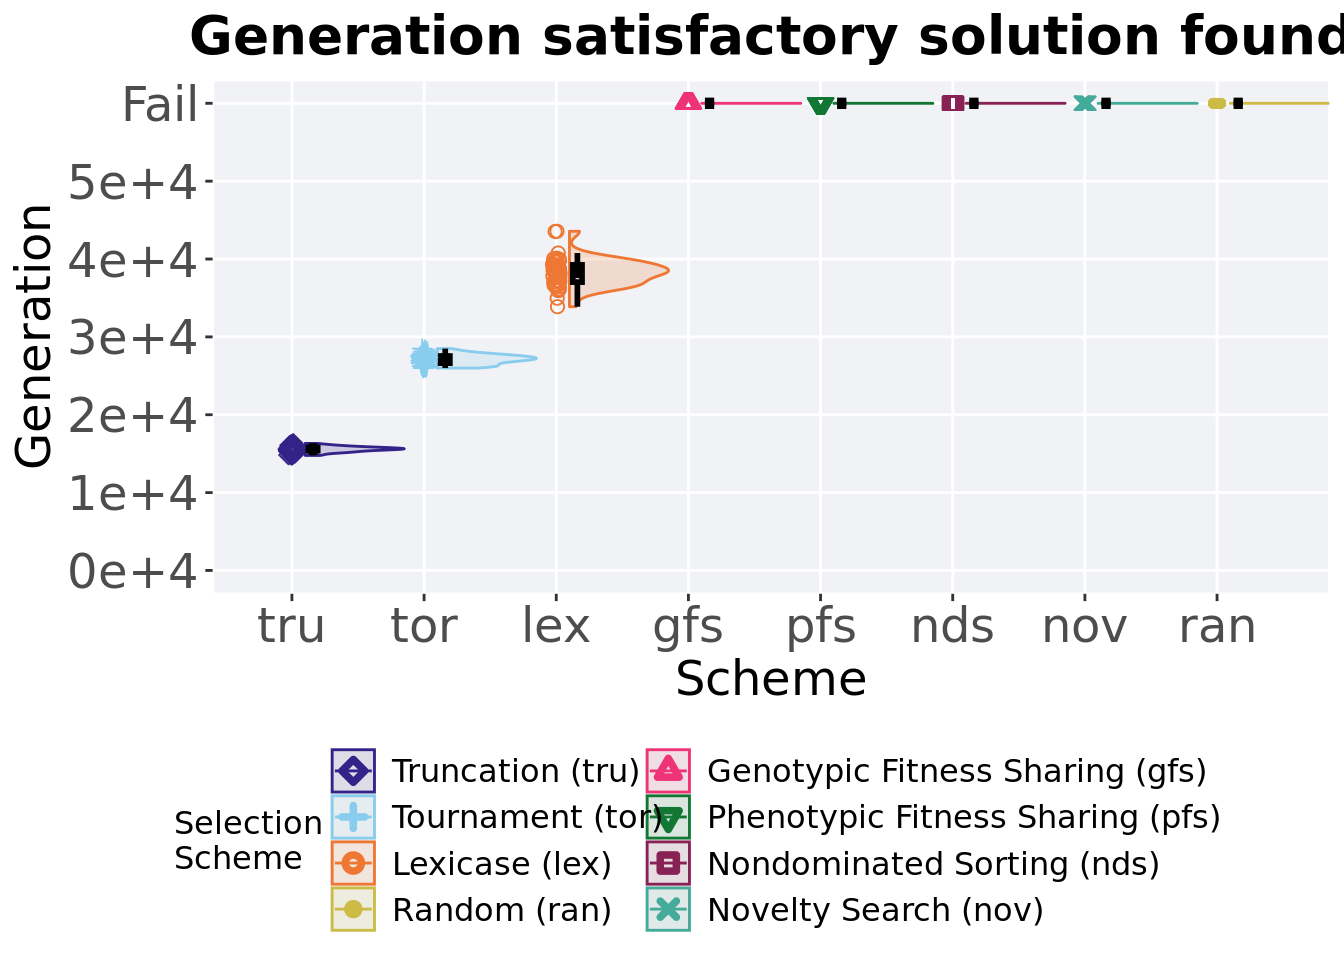 Generation satisfactory solution found
Generation
Fail
5e+4
4e+4
3e+4
2e+4
1e+4
0e+4
tru tor lex gfs pfs nds nov ran
Scheme
Selection
Scheme
Truncation (tru)
Tournament (tor)
Lexicase (lex)
Random (ran)
Genotypic Fitness Sharing (gfs)
Phenotypic Fitness Sharing (pfs)
Nondominated Sorting (nds)
Novelty Search (nov)